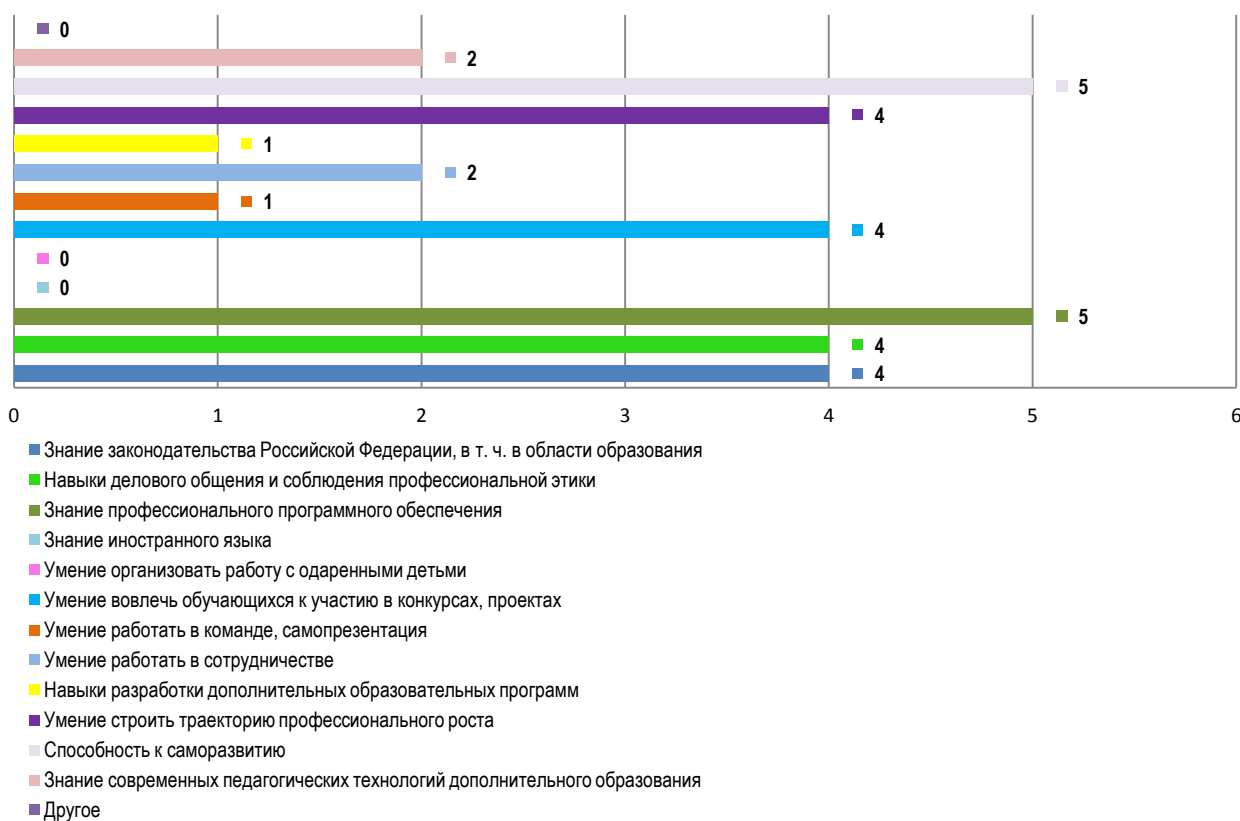 0
2
5
4
1
2
1
4
0
0
5
4
4
0 1 2 3 4 5 6
Знание законодательства Российской Федерации, в т. ч. в области образования
Навыки делового общения и соблюдения профессиональной этики
Знание профессионального программного обеспечения
Знание иностранного языка
Умение организовать работу с одаренными детьми
Умение вовлечь обучающихся к участию в конкурсах, проектах
Умение работать в команде, самопрезентация
Умение работать в сотрудничестве
Навыки разработки дополнительных образовательных программ
Умение строить траекторию профессионального роста
Способность к саморазвитию
Знание современных педагогических технологий дополнительного образования
Другое